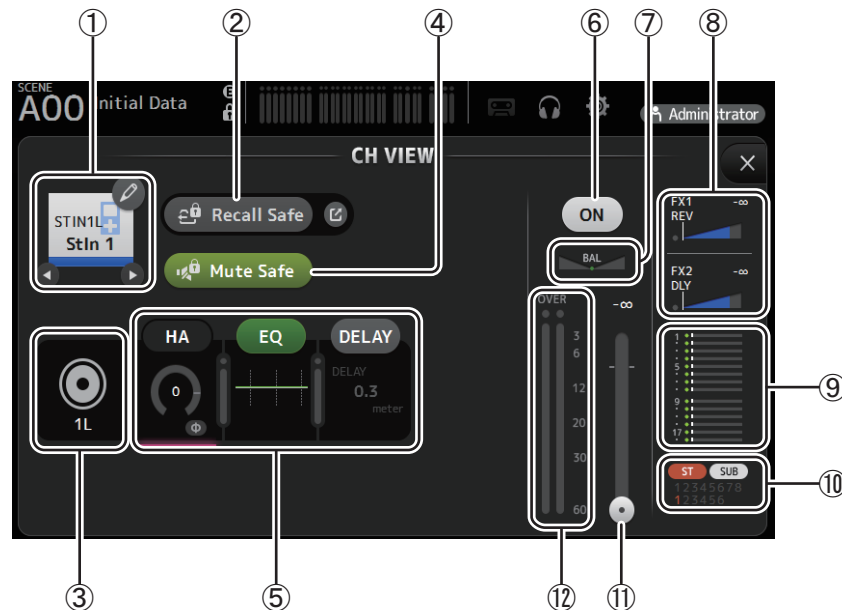 ① ② ④ ⑥ ⑦ ⑧
SCENE
A00 Initial Data
Administrator
CH VIEW
STIN1L
StIn 1
Recall Safe
Mute Safe
ON
BAL
FX1 -∞
REV
FX2 -∞
DLY
HA EQ DELAY
0
Φ
DELAY
0.3
meter
1L
OVER -∞
3
6
12
20
30
60
1
5
9
17
⑨
ST SUB
12345678
123456
⑩
③ ⑤ ⑫ ⑪